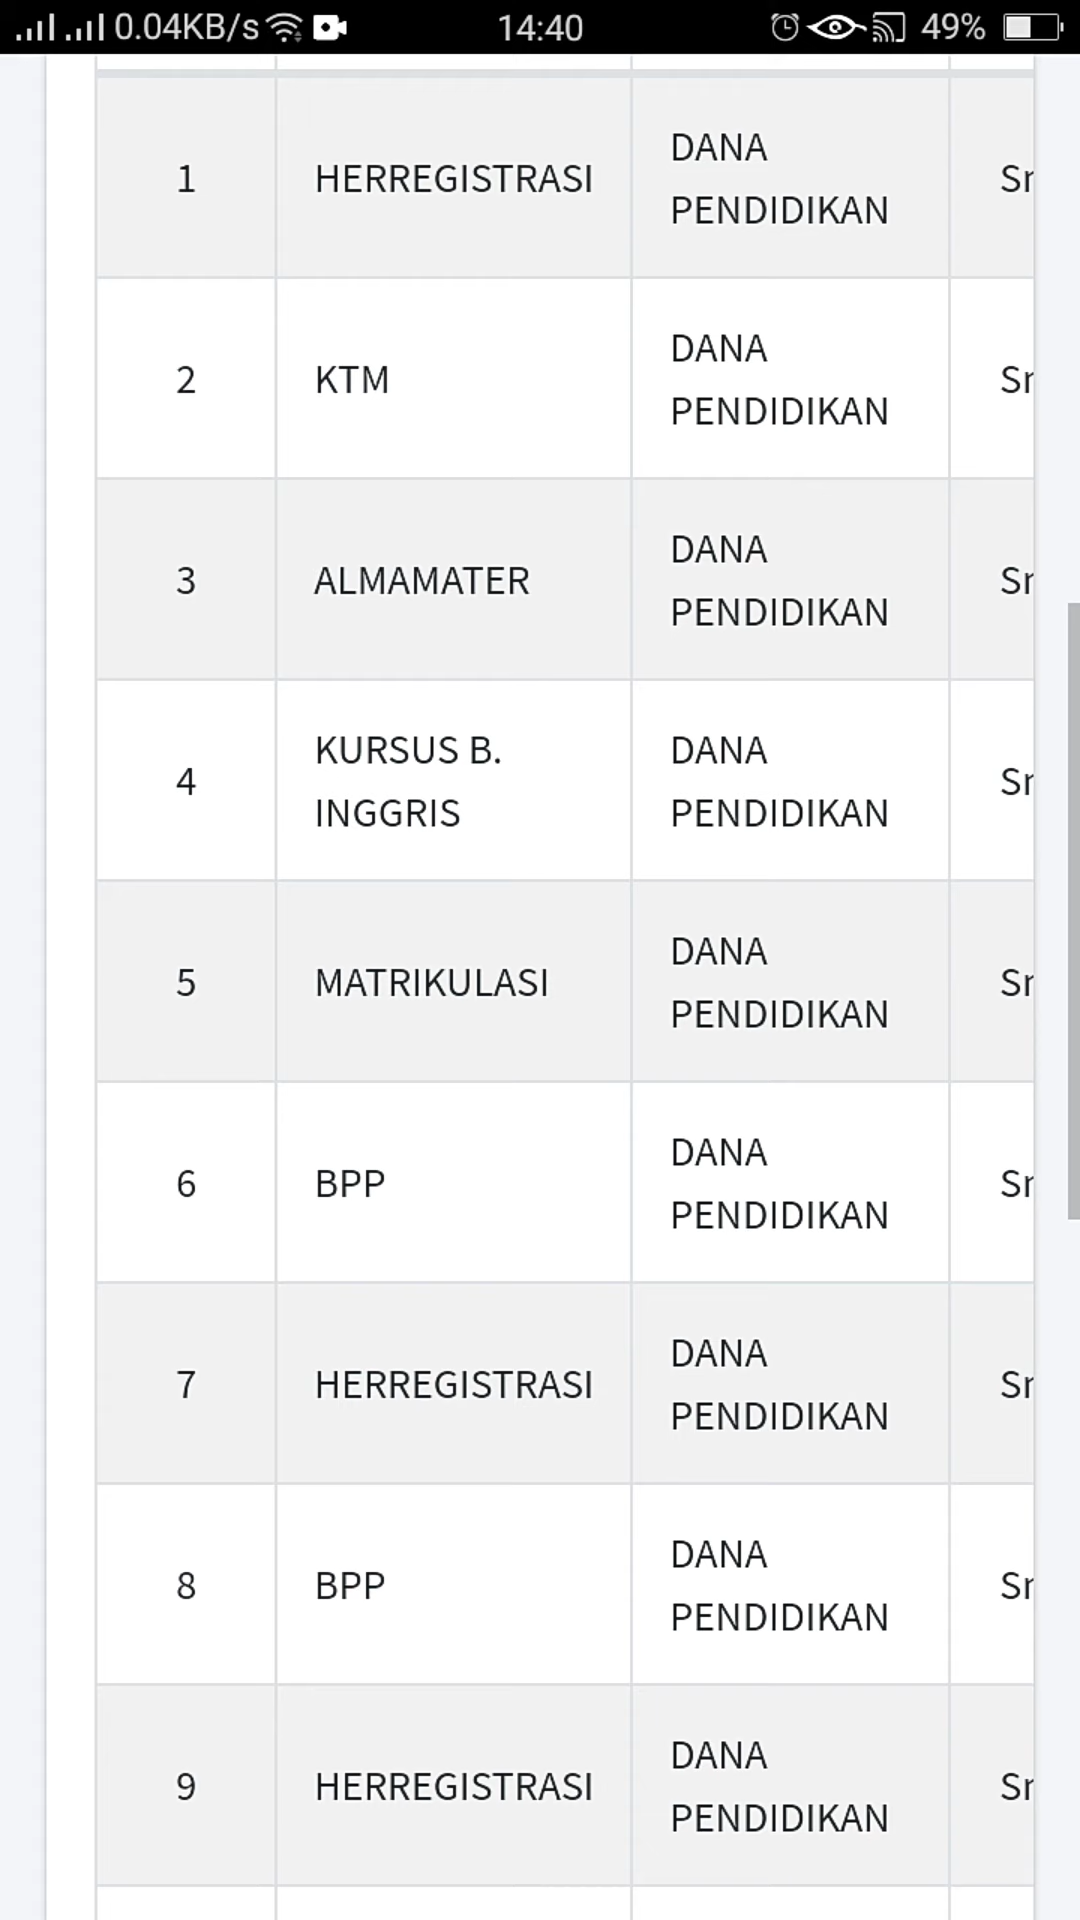 0.04KB/s 14:40 49%
1 HERREGISTRASI DANA
PENDIDIKAN
2 KTM DANA
PENDIDIKAN
3 ALMAMATER DANA
PENDIDIKAN
4 KURSUS B.
INGGRIS DANA
PENDIDIKAN
5 MATRIKULASI DANA
PENDIDIKAN
6 BPP DANA
PENDIDIKAN
7 HERREGISTRASI DANA
PENDIDIKAN
8 BPP DANA
PENDIDIKAN
9 HERREGISTRASI DANA
PENDIDIKAN